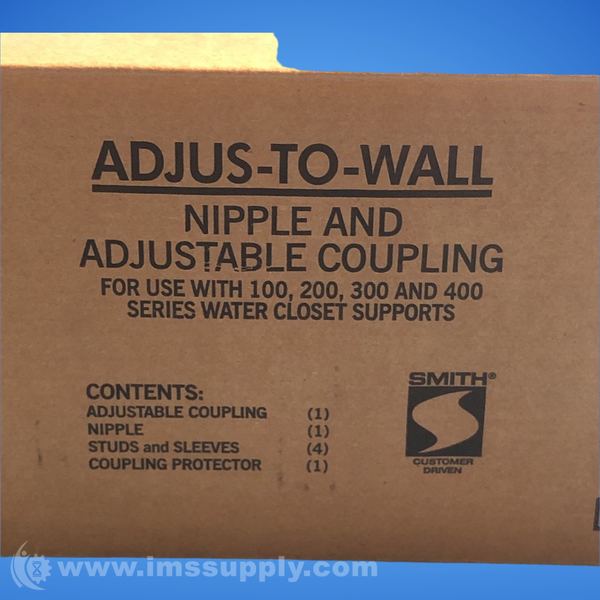 ADJUS-TO-WALL
NIPPLE AND
ADJUSTABLE COUPLING
FOR USE WITH 100, 200, 300 AND 400
SERIES WATER CLOSET SUPPORTS
CONTENTS:
ADJUSTABLE COUPLING (1)
NIPPLE (1)
STUDS and SLEEVES (4)
COUPLING PROTECTOR (1)
SMITH®
CUSTOMER
DRIVEN
www.imssupply.com